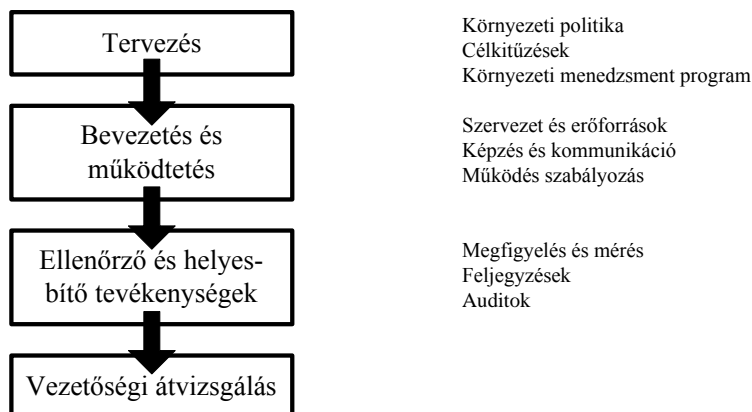 Tervezés
Környezeti politika
Célkitűzések
Környezeti menedzsment program
Bevezetés és
működtetés
Szervezet és erőforrások
Képzés és kommunikáció
Működés szabályozás
Ellenőrző és helyes-
bítő tevékenységek
Megfigyelés és mérés
Feljegyzések
Auditok
Vezetőségi átvizsgálás